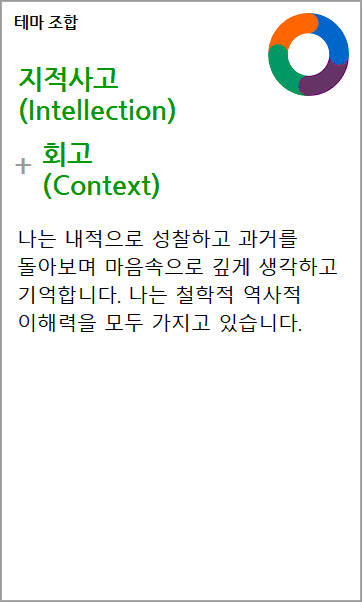 테마 조합
지적사고
(Intellection)
+ 회고
(Context)
나는 내적으로 성찰하고 과거를
돌아보며 마음속으로 깊게 생각하고
기억합니다. 나는 철학적 역사적
이해력을 모두 가지고 있습니다.